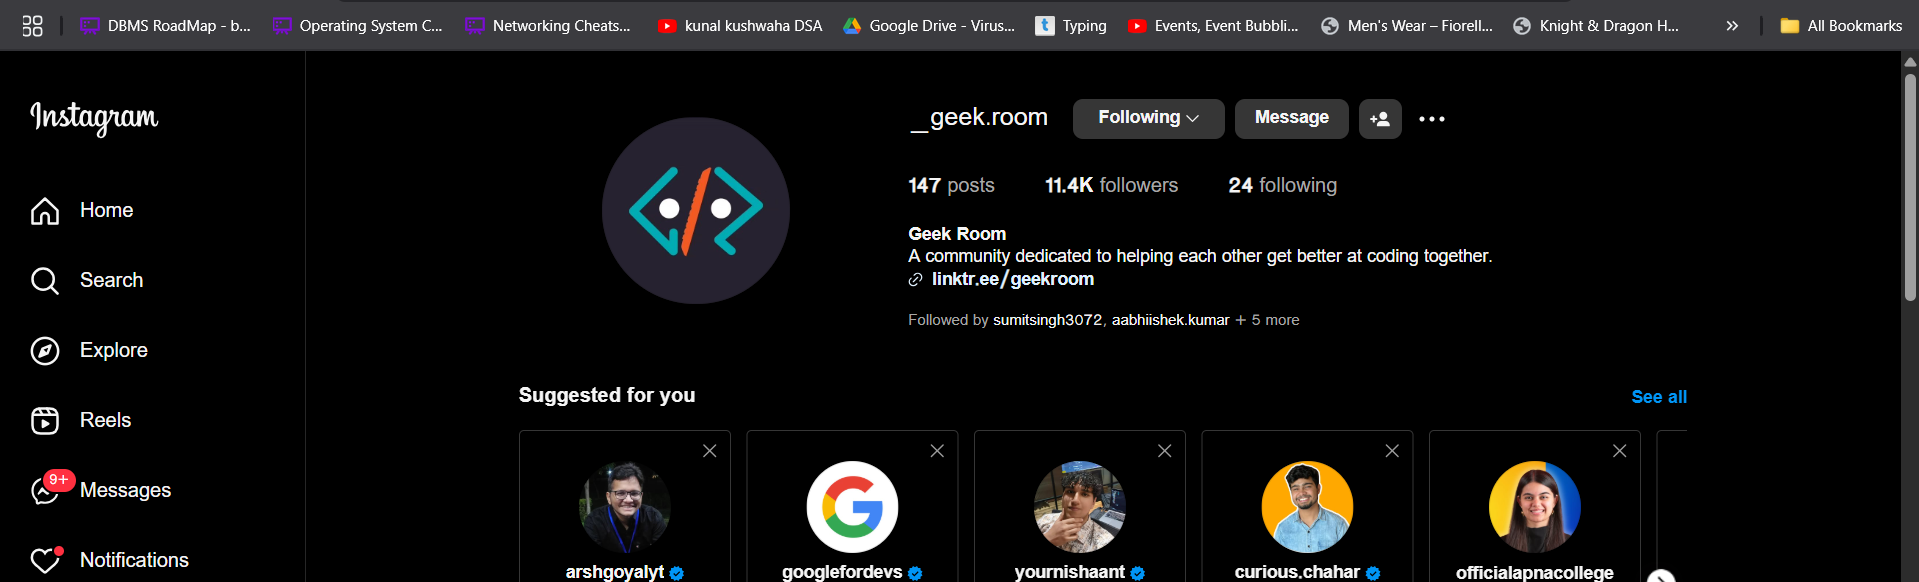 DBMS RoadMap - b... Operating System C... Networking Cheats... kunal kushwaha DSA Google Drive - Virus... Typing Events, Event Bubbli... Men's Wear – Fiorell... Knight & Dragon H... » All Bookmarks
Instagram
Home
Search
Explore
Reels
9+
Messages
Notifications
_geek.room Following Message
147 posts 11.4K followers 24 following
Geek Room
A community dedicated to helping each other get better at coding together.
linktr.ee/geekroom
Followed by sumitsingh3072, aabhiishek.kumar + 5 more
Suggested for you See all
arshgoyalyt googlefordevs yournishaant curious.chahar officialapnacollege